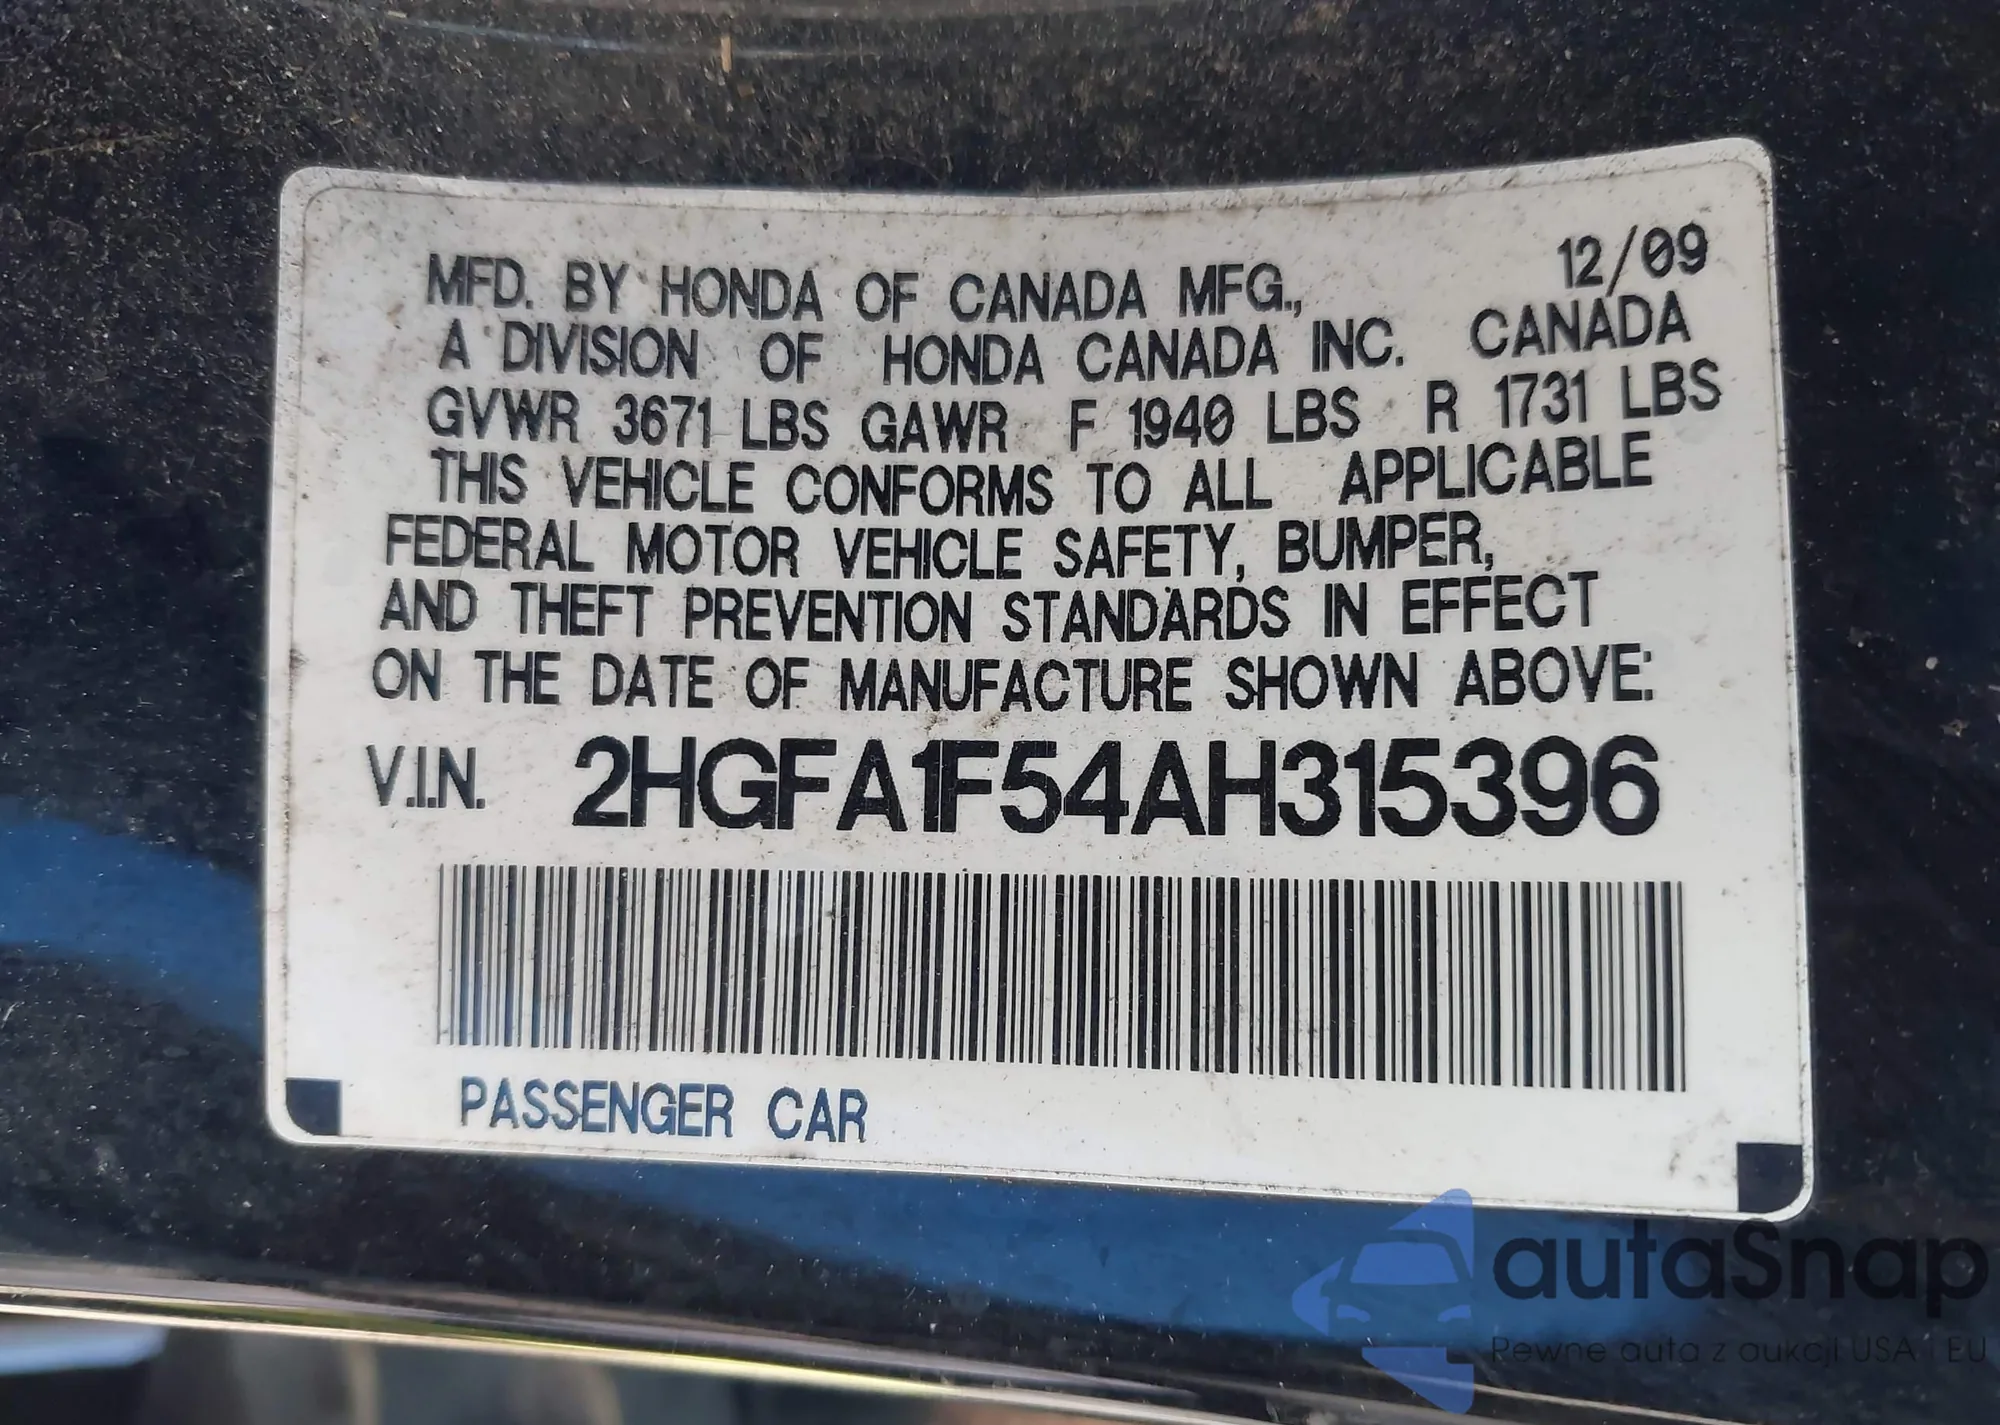 12/09
MFD. BY HONDA OF CANADA MFG.,
A DIVISION OF HONDA CANADA INC. CANADA
GVWR 3671 LBS GAWR F 1940 LBS R 1731 LBS
THIS VEHICLE CONFORMS TO ALL APPLICABLE
FEDERAL MOTOR VEHICLE SAFETY, BUMPER,
AND THEFT PREVENTION STANDARDS IN EFFECT
ON THE DATE OF MANUFACTURE SHOWN ABOVE:
V.I.N. 2HGFA1F54AH315396
PASSENGER CAR
autaSnap
Pewne auta z aukcji USA i EU